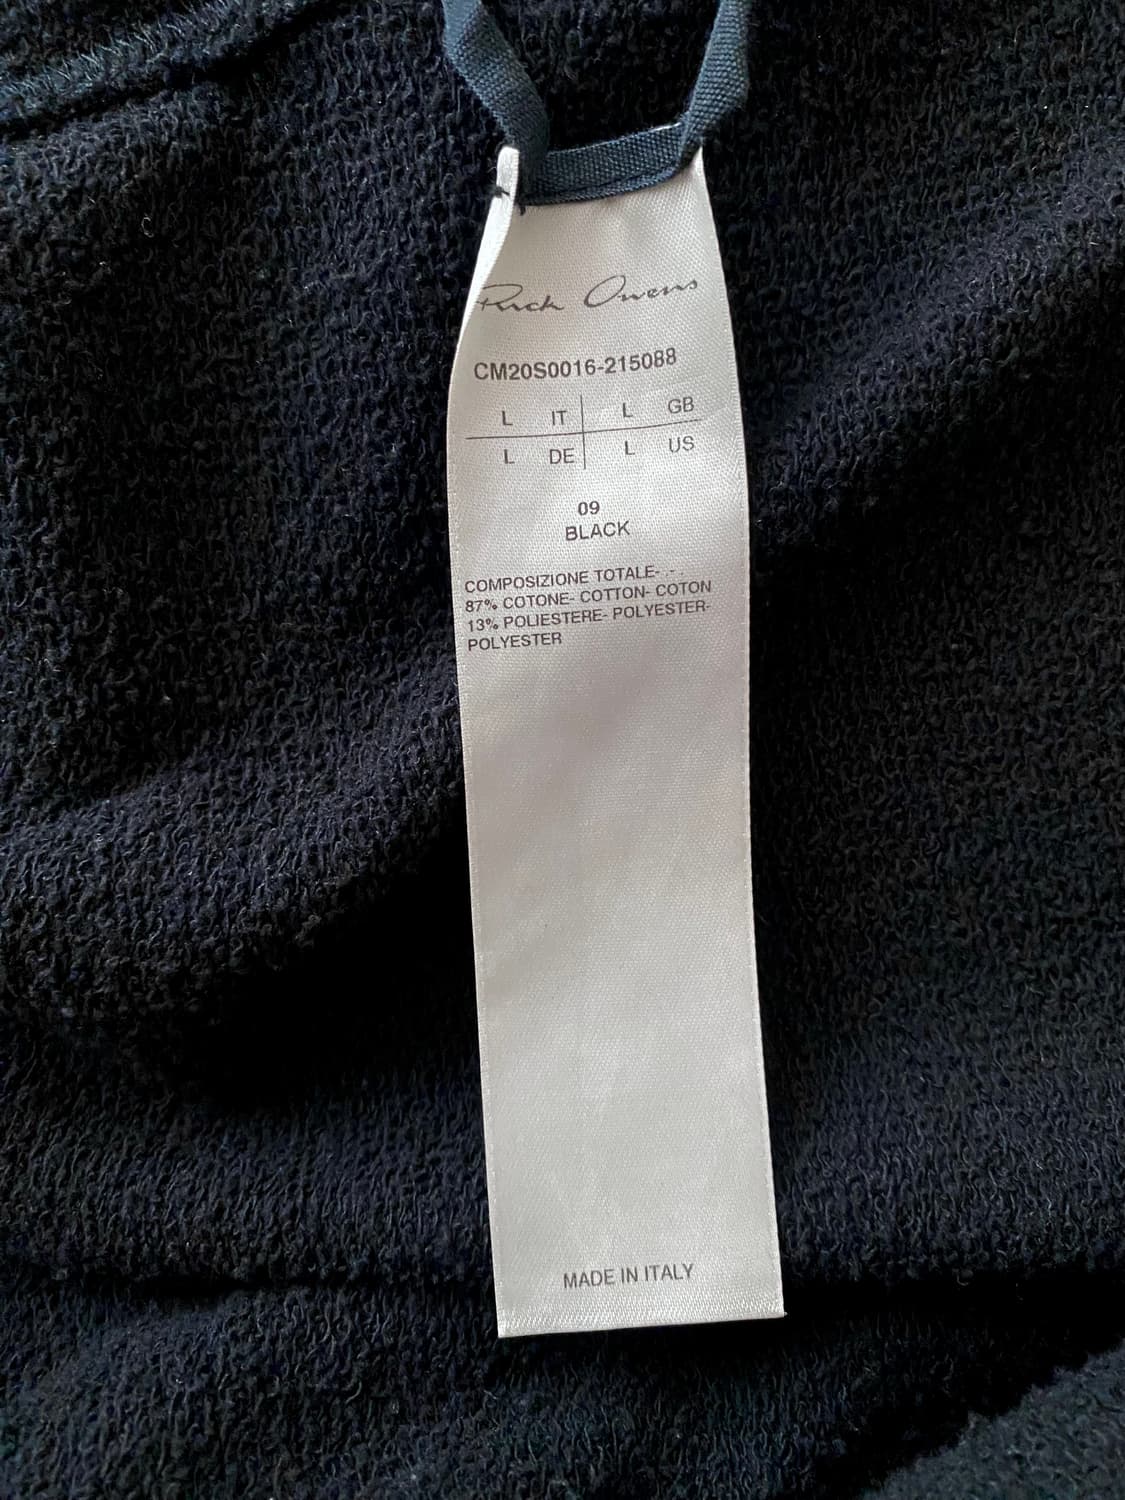 Rick Owens
CM20S0016-215088
L IT L GB
L DE L US
09
BLACK
COMPOSIZIONE TOTALE- - .
87% COTONE- COTTON- COTON
13% POLIESTERE- POLYESTER-
POLYESTER
MADE IN ITALY